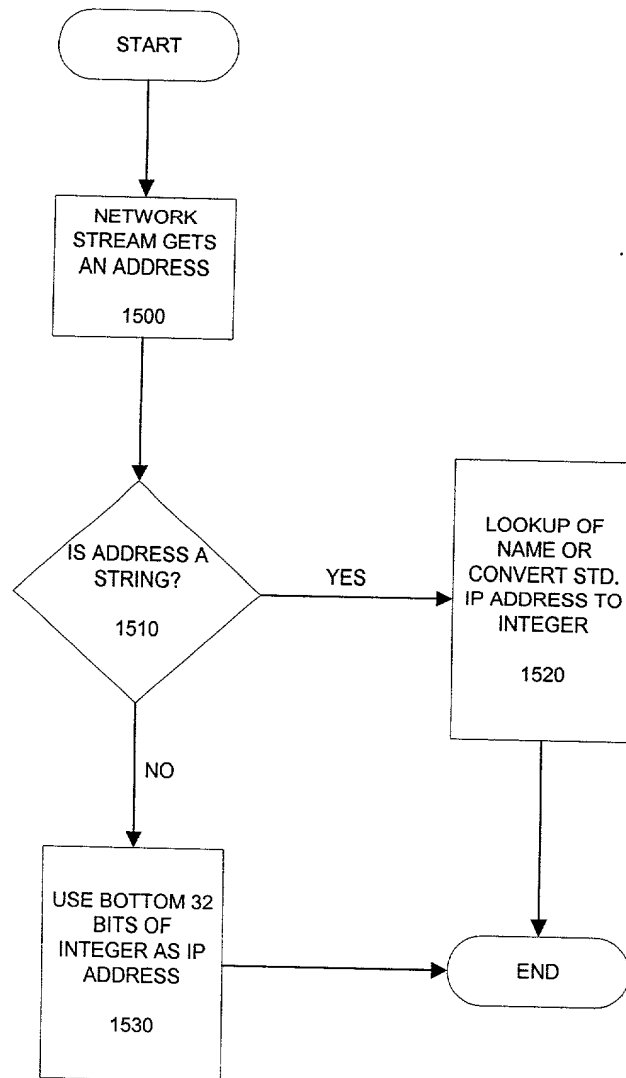 START
NETWORK
STREAM GETS
AN ADDRESS
1500
IS ADDRESS A
STRING?
1510
YES
LOOKUP OF
NAME OR
CONVERT STD.
IP ADDRESS TO
INTEGER
1520
NO
USE BOTTOM 32
BITS OF
INTEGER AS IP
ADDRESS
1530
END